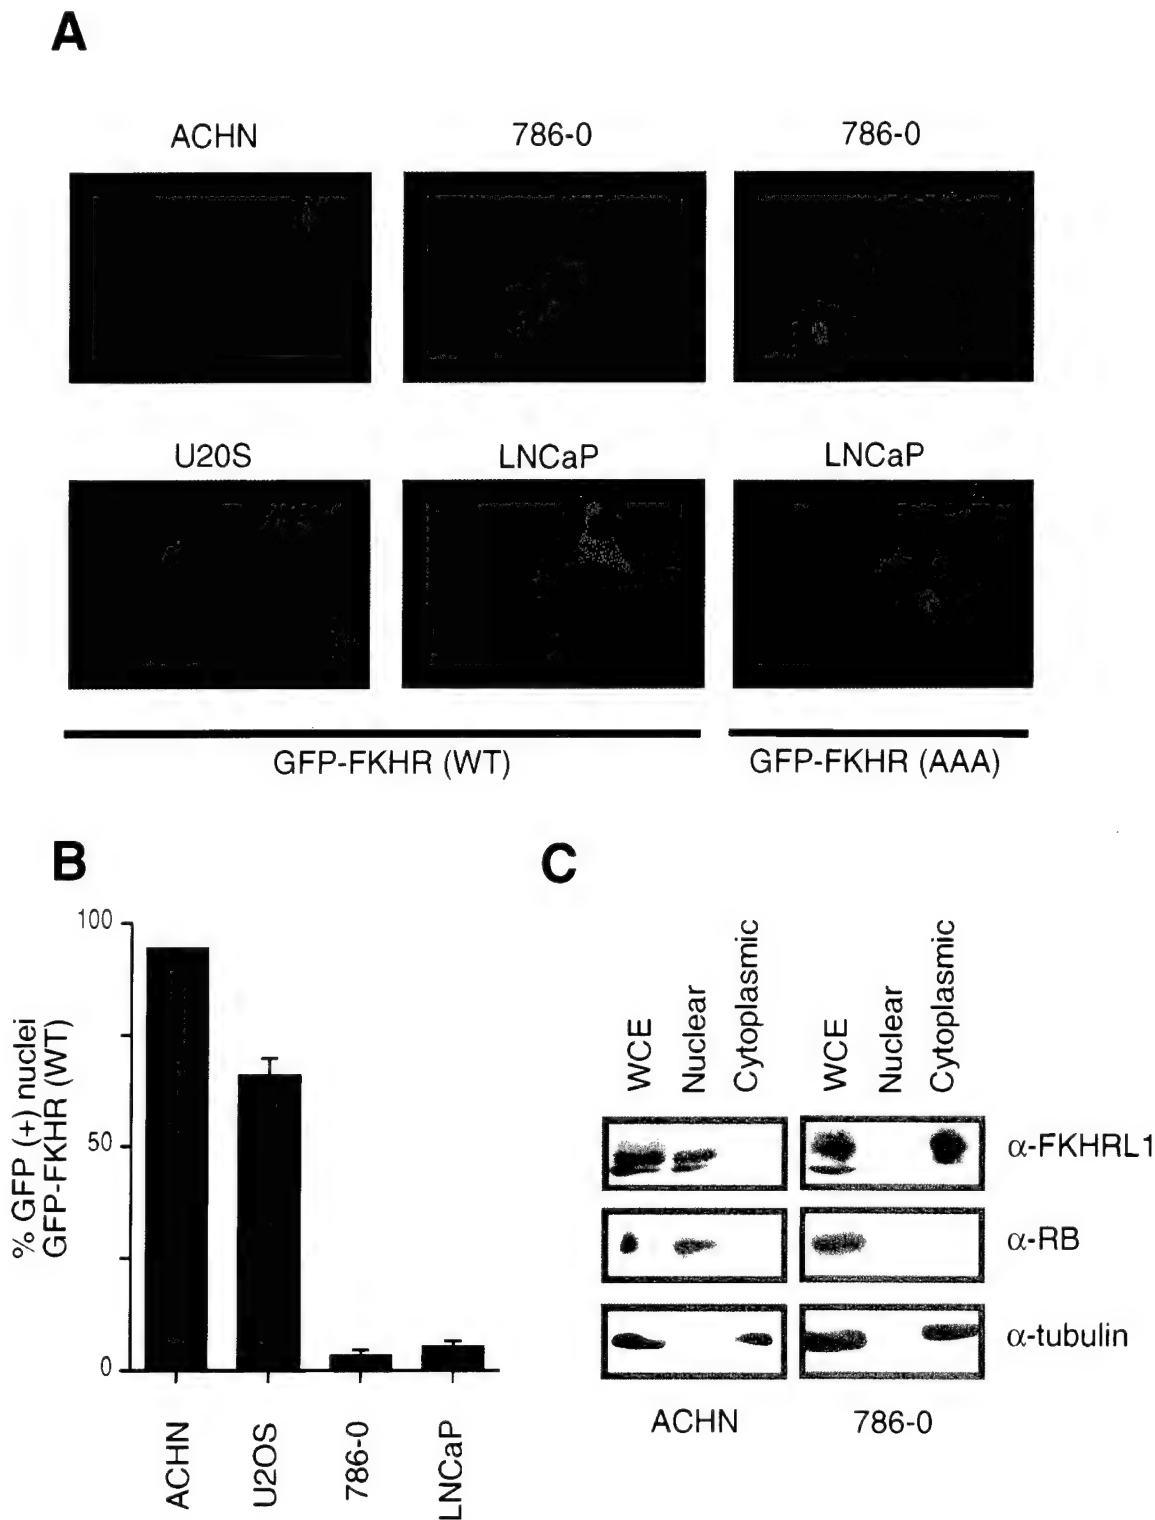 A
ACHN 786-0 786-0
U20S LNCaP LNCaP
GFP-FKHR (WT) GFP-FKHR (AAA)
B
% GFP (+) nuclei
GFP-FKHR (WT)
100
50
0
ACHN U2OS 786-0 LNCaP
C
WCE Nuclear Cytoplasmic WCE Nuclear Cytoplasmic
α-FKHRL1
α-RB
α-tubulin
ACHN 786-0